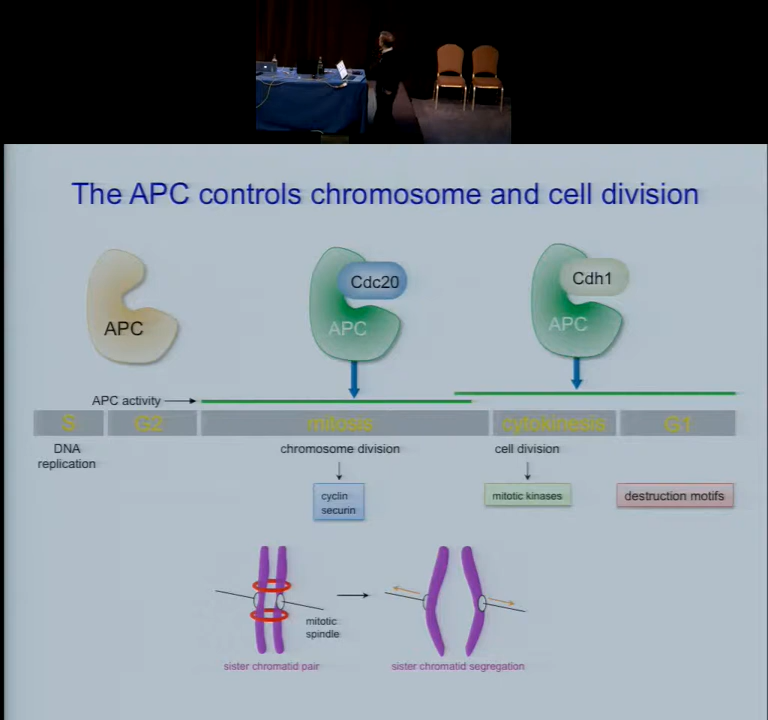 The APC controls chromosome and cell division
Cdc20
Cdh1
APC
APC
APC
APC activity
S
G2
mitosis
cytokinesis
G1
DNA
replication
chromosome division
cell division
cyclin
securin
mitotic kinases
destruction motifs
mitotic
spindle
sister chromatid pair
sister chromatid segregation